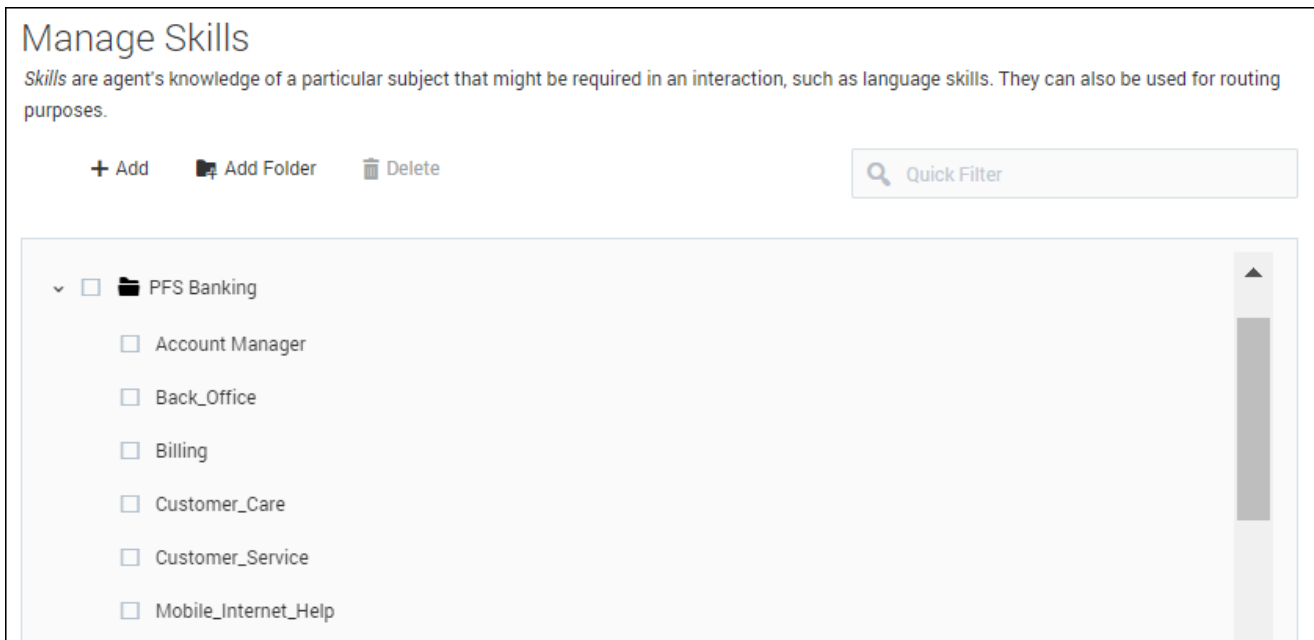 Manage Skills
Skills are agent's knowledge of a particular subject that might be required in an interaction, such as language skills. They can also be used for routing
purposes.
Add Add Folder Delete Quick Filter
PFS Banking
Account Manager
Back_Office
Billing
Customer_Care
Customer_Service
Mobile_Internet_Help